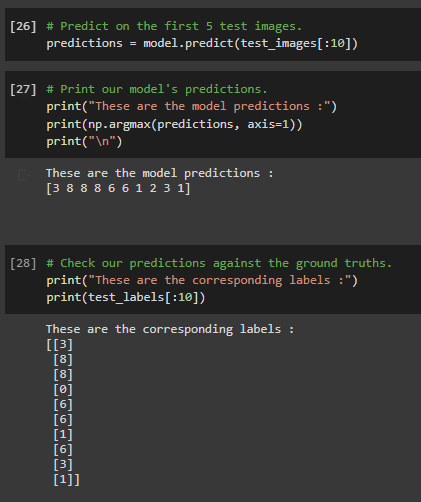 [26] # Predict on the first 5 test images.
predictions = model.predict(test_images[:10])
[27] # Print our model's predictions.
print("These are the model predictions :")
print(np.argmax(predictions, axis=1))
print("\n")
These are the model predictions :
[3 8 8 8 6 6 1 2 3 1]
[28] # Check our predictions against the ground truths.
print("These are the corresponding labels :")
print(test_labels[:10])
These are the corresponding labels :
[[3]
[8]
[8]
[0]
[6]
[6]
[1]
[6]
[3]
[1]]